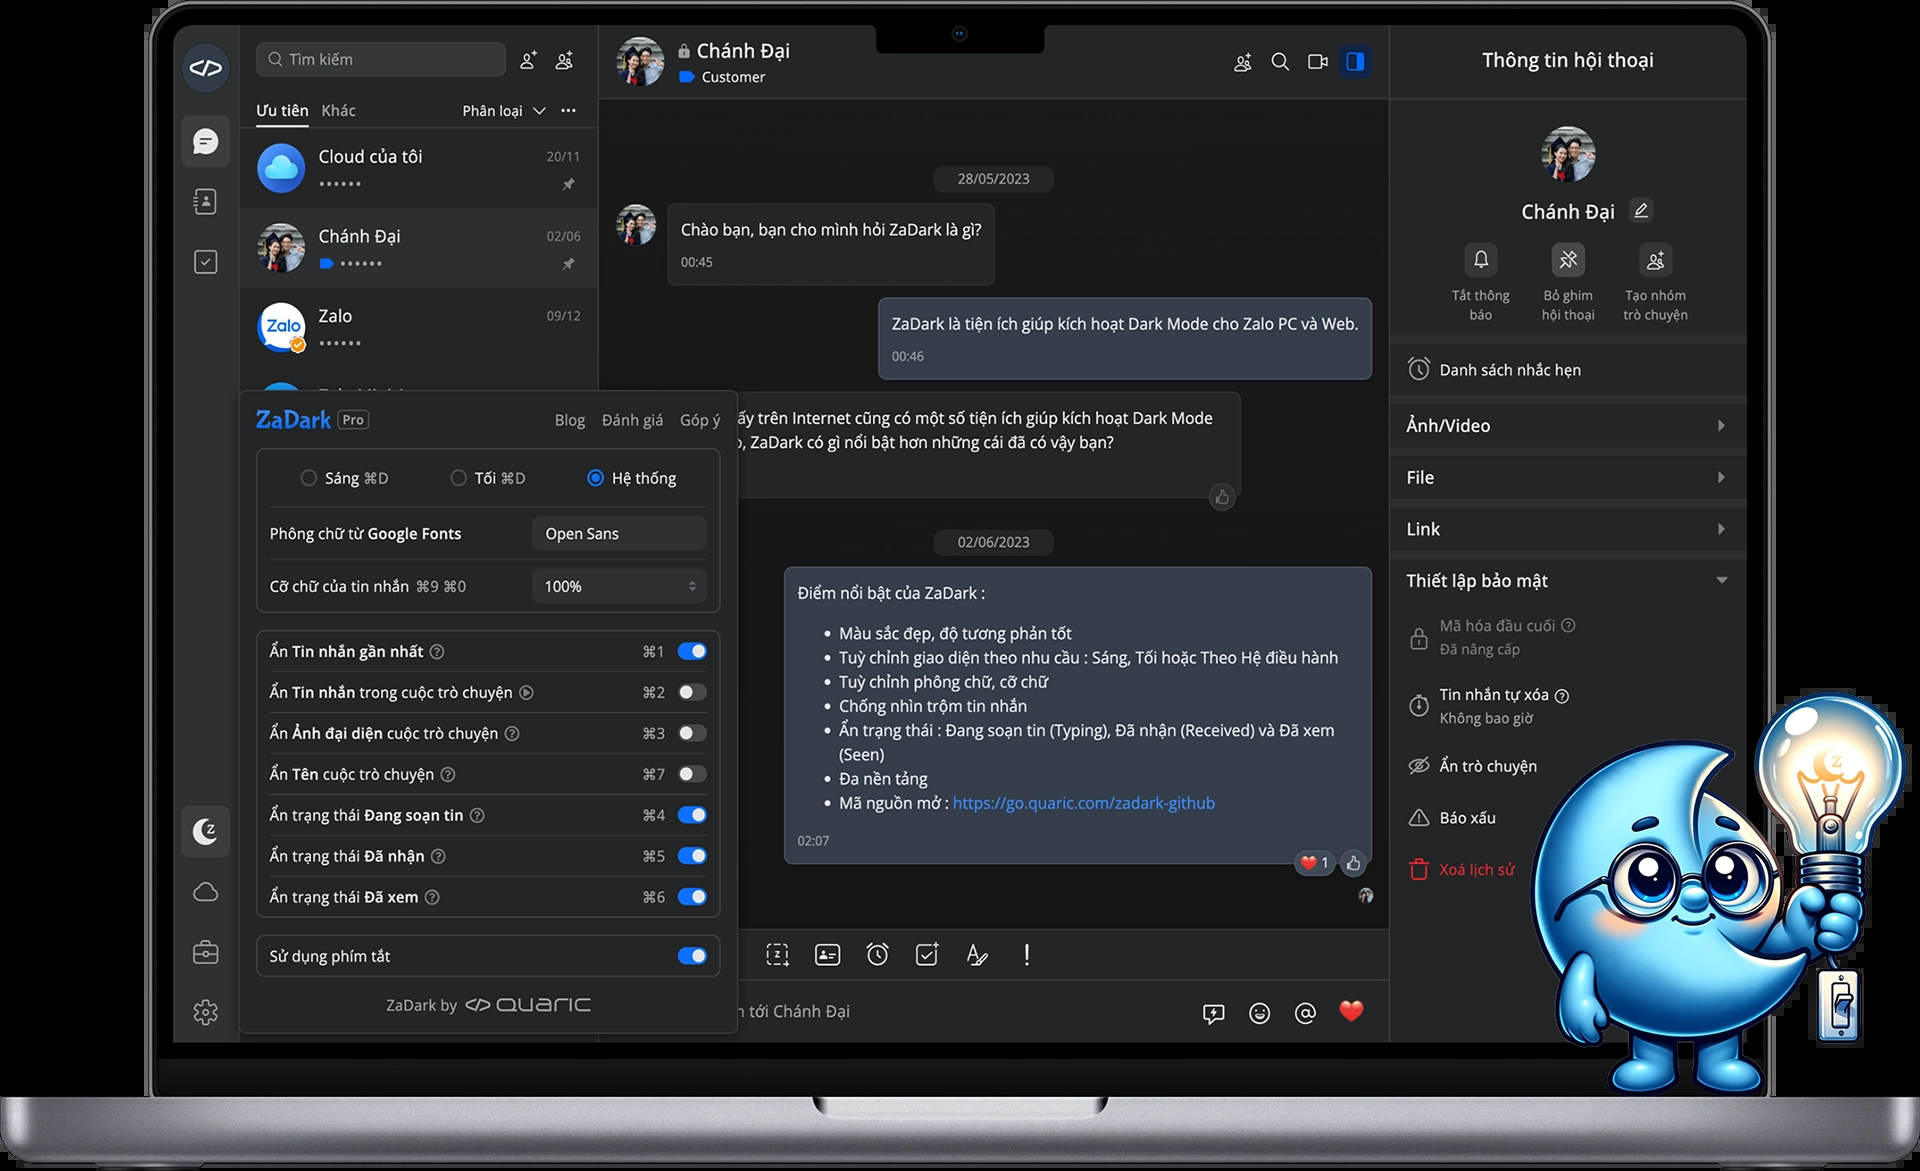 Tìm kiếm
Ưu tiên Khác Phân loại
Cloud của tôi 20/11
Chánh Đại 02/06
Zalo 09/12
Zalo
ZaDark Pro Blog Đánh giá Góp ý
Sáng ⌘D Tối ⌘D Hệ thống
Phông chữ từ Google Fonts Open Sans
Cỡ chữ của tin nhắn ⌘9 ⌘0 100%
Ẩn Tin nhắn gần nhất ? ⌘1
Ẩn Tin nhắn trong cuộc trò chuyện ⌘2
Ẩn Ảnh đại diện cuộc trò chuyện ? ⌘3
Ẩn Tên cuộc trò chuyện ? ⌘7
Ẩn trạng thái Đang soạn tin ? ⌘4
Ẩn trạng thái Đã nhận ? ⌘5
Ẩn trạng thái Đã xem ? ⌘6
Sử dụng phím tắt
ZaDark by </> QUARIC
Chánh Đại
Customer
28/05/2023
Chào bạn, bạn cho mình hỏi ZaDark là gì?
00:45
ZaDark là tiện ích giúp kích hoạt Dark Mode cho Zalo PC và Web.
00:46
trên Internet cũng có một số tiện ích giúp kích hoạt Dark Mode
, ZaDark có gì nổi bật hơn những cái đã có vậy bạn?
02/06/2023
Điểm nổi bật của ZaDark :
• Màu sắc đẹp, độ tương phản tốt
• Tuỳ chỉnh giao diện theo nhu cầu : Sáng, Tối hoặc Theo Hệ điều hành
• Tuỳ chỉnh phông chữ, cỡ chữ
• Chống nhìn trộm tin nhắn
• Ẩn trạng thái : Đang soạn tin (Typing), Đã nhận (Received) và Đã xem
(Seen)
• Đa nền tảng
• Mã nguồn mở : https://go.quaric.com/zadark-github
02:07
1
tới Chánh Đại
Thông tin hội thoại
Chánh Đại
Tắt thông
báo
Bỏ ghim
hội thoại
Tạo nhóm
trò chuyện
Danh sách nhắc hẹn
Ảnh/Video
File
Link
Thiết lập bảo mật
Mã hóa đầu cuối ?
Đã nâng cấp
Tin nhắn tự xóa ?
Không bao giờ
Ẩn trò chuyện
Báo xấu
Xoá lịch sử